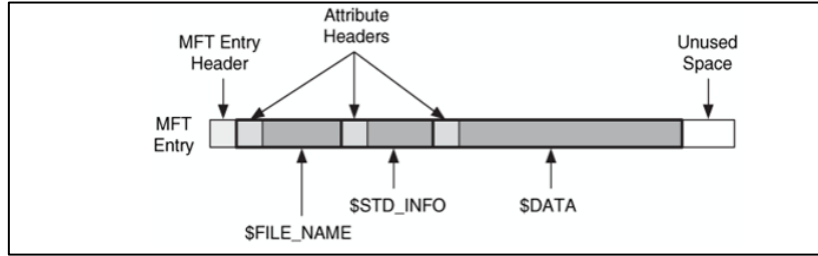 Attribute
Headers
MFT Entry
Header
Unused
Space
MFT
Entry
$STD_INFO
$DATA
$FILE_NAME